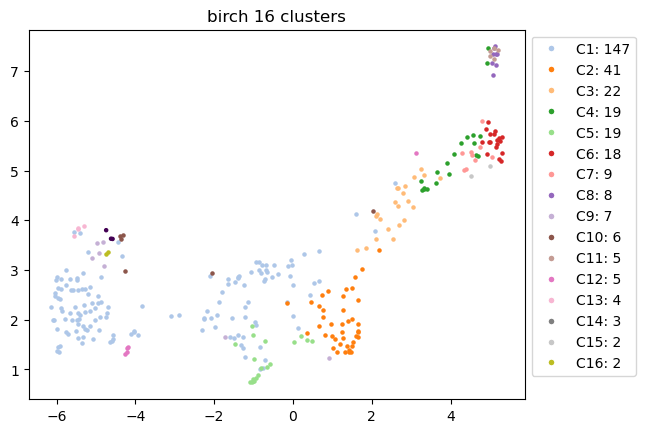 birch 16 clusters
7
6
5
4
3
2
1
−6
−4
−2
0
2
4
C1: 147
C2: 41
C3: 22
C4: 19
C5: 19
C6: 18
C7: 9
C8: 8
C9: 7
C10: 6
C11: 5
C12: 5
C13: 4
C14: 3
C15: 2
C16: 2